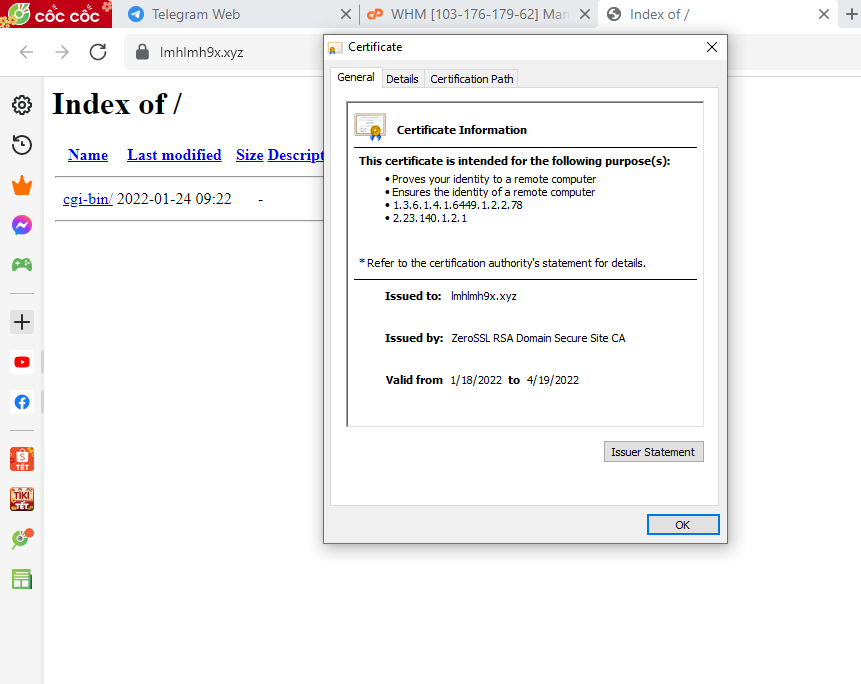 cốc cốc
Telegram Web
WHM [103-176-179-62] Man
Index of /
lmhlmh9x.xyz
Index of /
Name Last modified Size Descript
cgi-bin/ 2022-01-24 09:22 -
SHOPEE TẾT
TIKI TẾT
Certificate
General Details Certification Path
Certificate Information
This certificate is intended for the following purpose(s):
• Proves your identity to a remote computer
• Ensures the identity of a remote computer
• 1.3.6.1.4.1.6449.1.2.2.78
• 2.23.140.1.2.1
* Refer to the certification authority's statement for details.
Issued to: lmhlmh9x.xyz
Issued by: ZeroSSL RSA Domain Secure Site CA
Valid from 1/18/2022 to 4/19/2022
Issuer Statement
OK